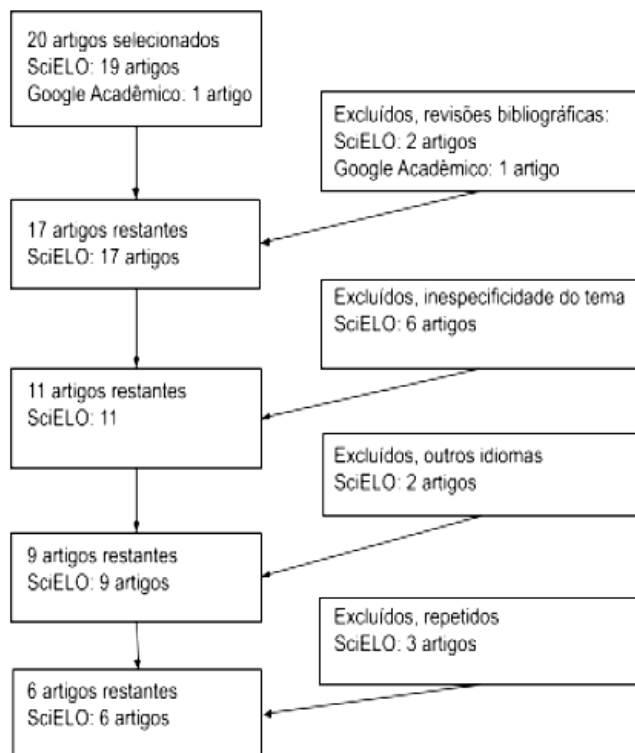 20 artigos selecionados
SciELO: 19 artigos
Google Acadêmico: 1 artigo
Excluídos, revisões bibliográficas:
SciELO: 2 artigos
Google Acadêmico: 1 artigo
17 artigos restantes
SciELO: 17 artigos
Excluídos, inespecificidade do tema
SciELO: 6 artigos
11 artigos restantes
SciELO: 11
Excluídos, outros idiomas
SciELO: 2 artigos
9 artigos restantes
SciELO: 9 artigos
Excluídos, repetidos
SciELO: 3 artigos
6 artigos restantes
SciELO: 6 artigos